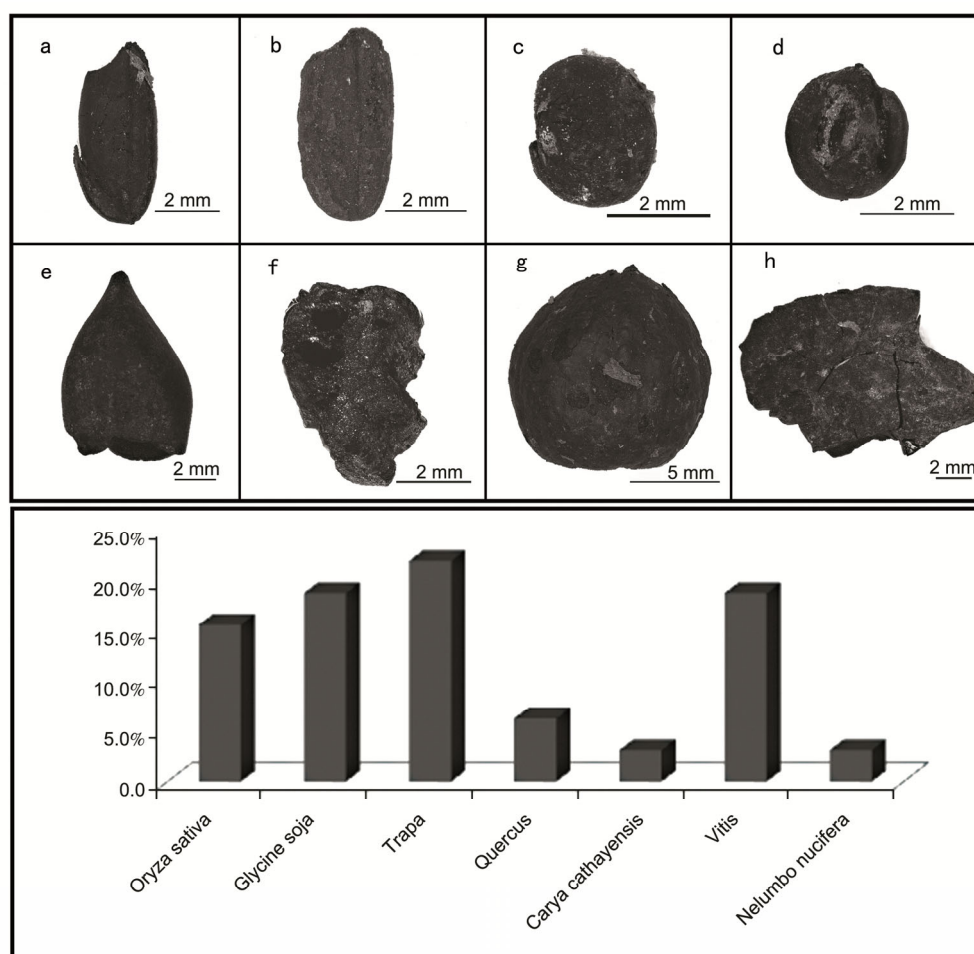 a
b
c
d
2 mm
2 mm
2 mm
2 mm
e
f
g
h
2 mm
2 mm
5 mm
2 mm
25.0%
20.0%
15.0%
10.0%
5.0%
0.0
Oryza sativa
Glycine soja
Trapa
Quercus
Carya cathayensis
Vitis
Nelumbo nucifera